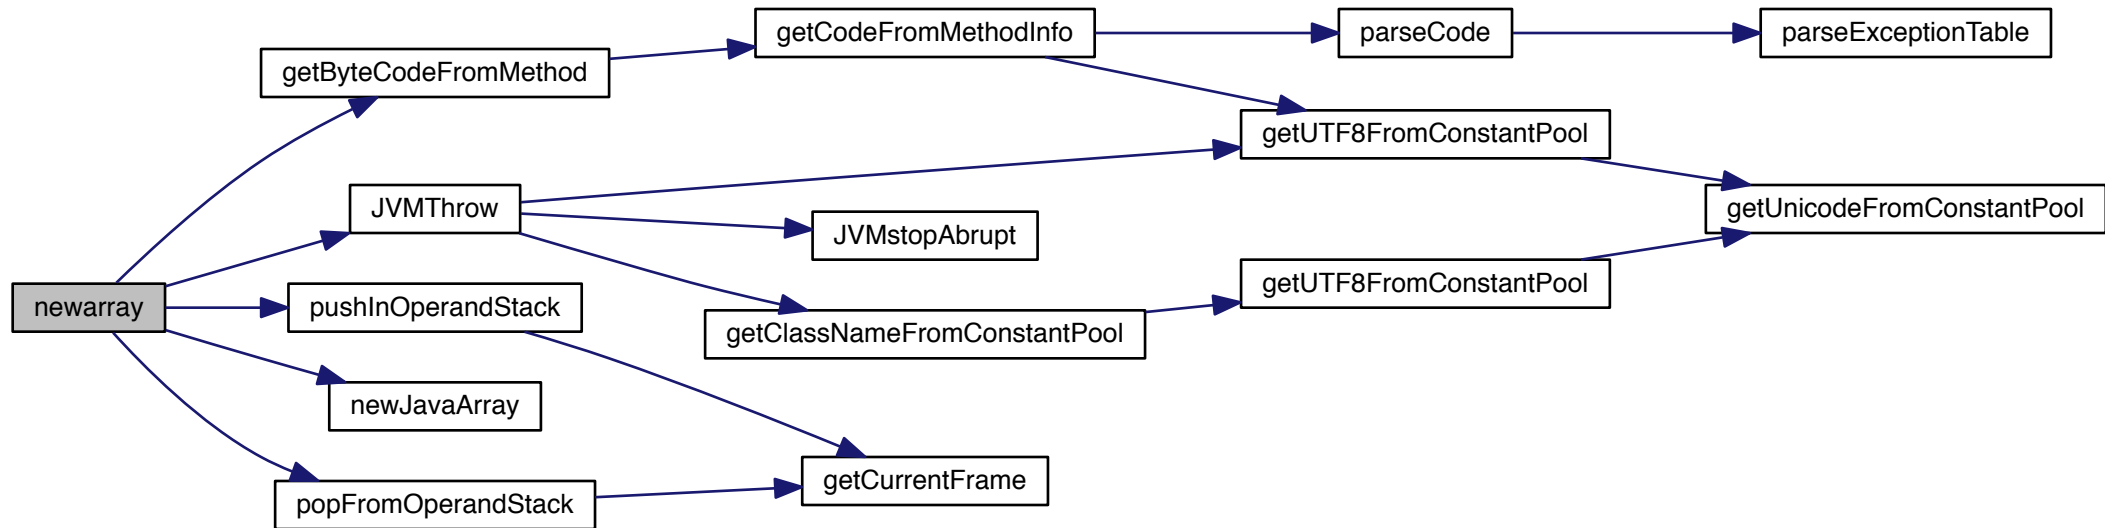 getCodeFromMethodInfo
parseCode
parseExceptionTable
getByteCodeFromMethod
getUTF8FromConstantPool
JVMThrow
getUnicodeFromConstantPool
JVMstopAbrupt
getUTF8FromConstantPool
newarray
pushInOperandStack
getClassNameFromConstantPool
newJavaArray
getCurrentFrame
popFromOperandStack